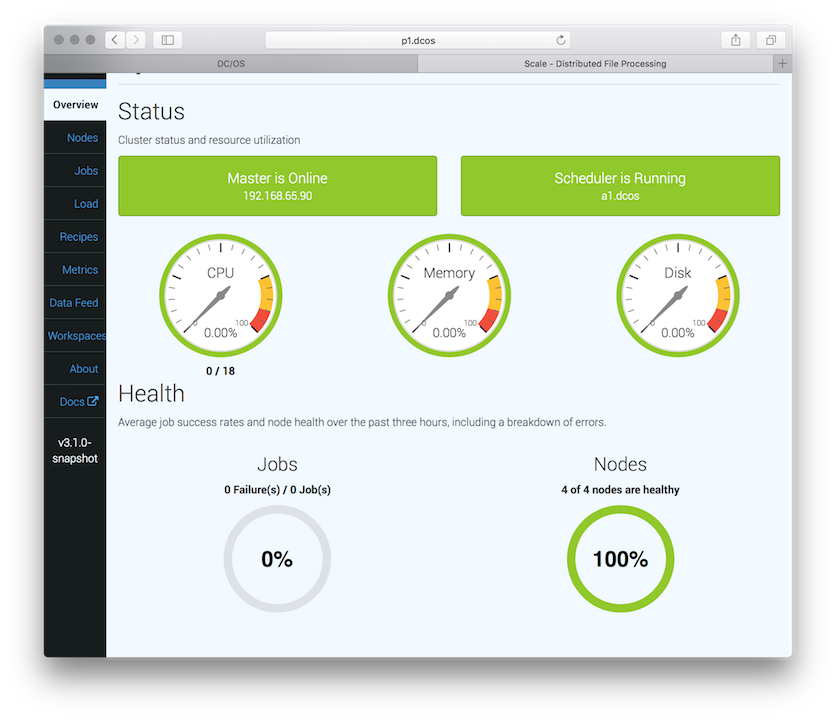 p1.dcos
DC/OS
Scale - Distributed File Processing
Overview
Nodes
Jobs
Load
Recipes
Metrics
Data Feed
Workspaces
About
Docs
v3.1.0-
snapshot
Status
Cluster status and resource utilization
Master is Online
192.168.65.90
Scheduler is Running
a1.dcos
CPU
0 100
0.00%
0 / 18
Memory
0 100
0.00%
Disk
0 100
0.00%
Health
Average job success rates and node health over the past three hours, including a breakdown of errors.
Jobs
0 Failure(s) / 0 Job(s)
0%
Nodes
4 of 4 nodes are healthy
100%